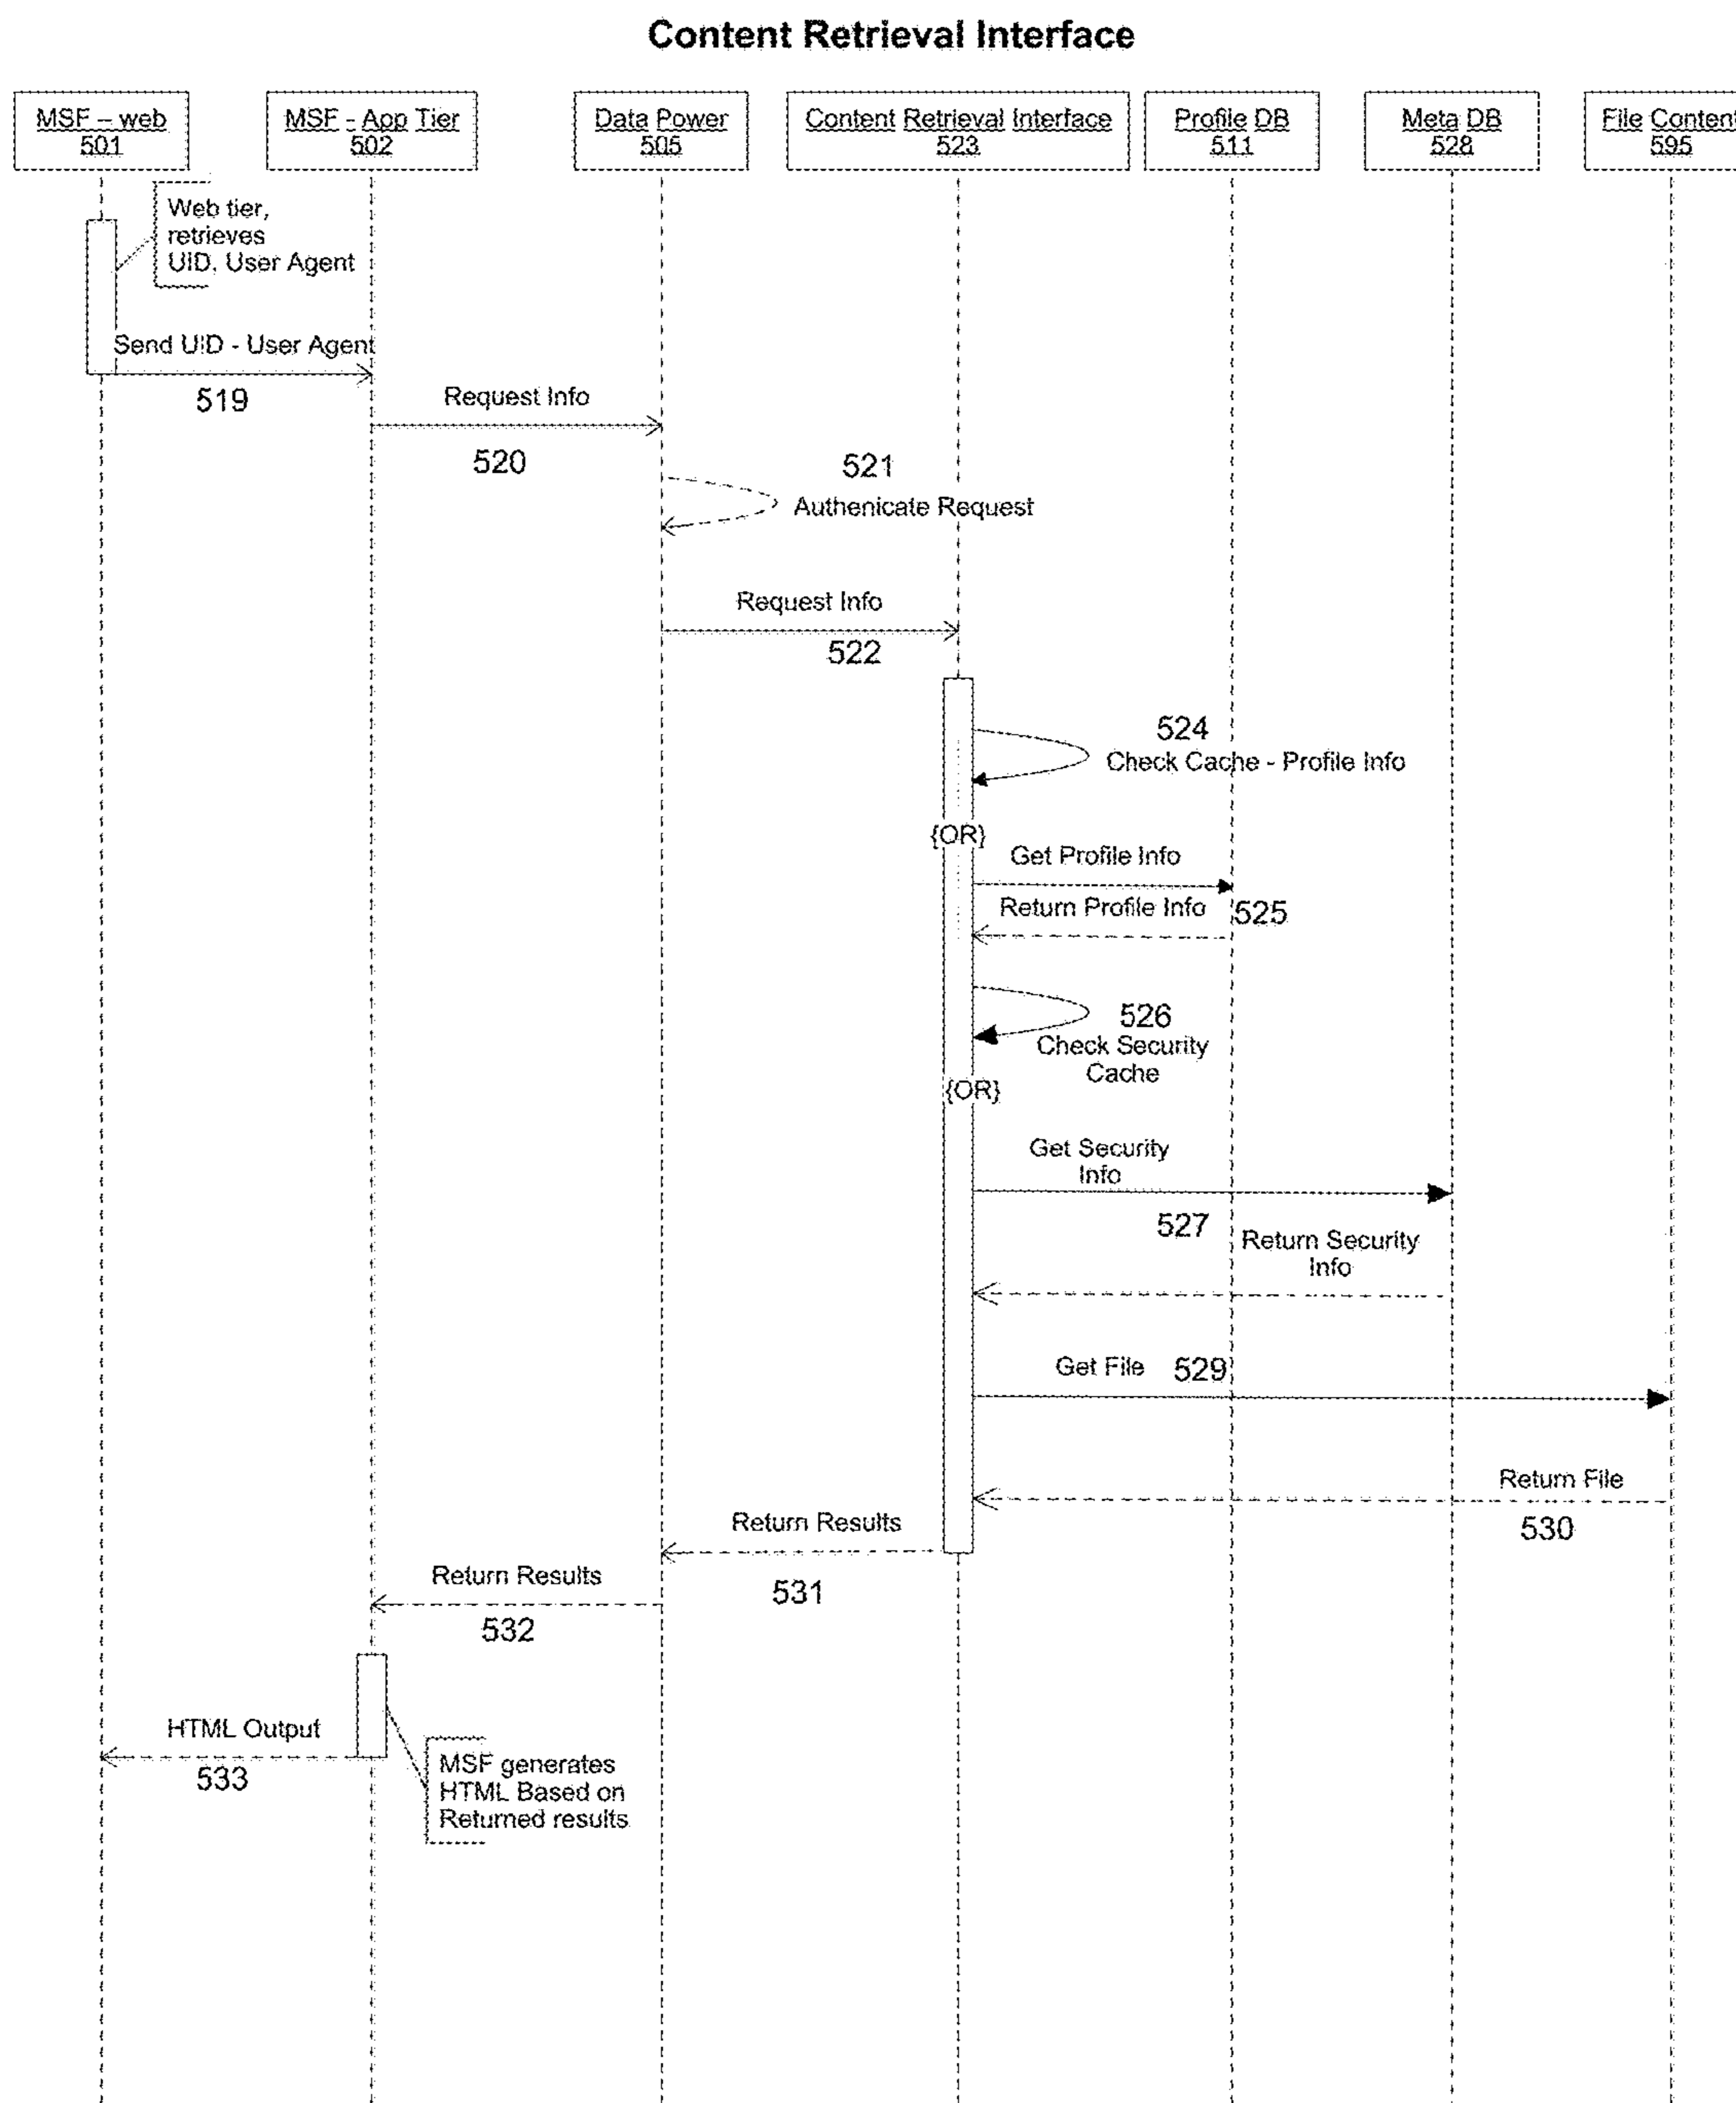 Content Retrieval Interface
MSF – web
501
MSF - App Tier
502
Data Power
505
Content Retrieval Interface
523
Profile DB
511
Meta DB
528
File Content
595
Web tier,
retrieves
UID, User Agent
Send UID - User Agent
519
Request Info
520
521
Authenicate Request
Request Info
522
524
Check Cache - Profile Info
{OR}
Get Profile Info
Return Profile Info
525
526
Check Security
Cache
{OR}
Get Security
Info
527
Return Security
Info
Get File 529
Return File
530
Return Results
531
Return Results
532
HTML Output
533
MSF generates
HTML Based on
Returned results